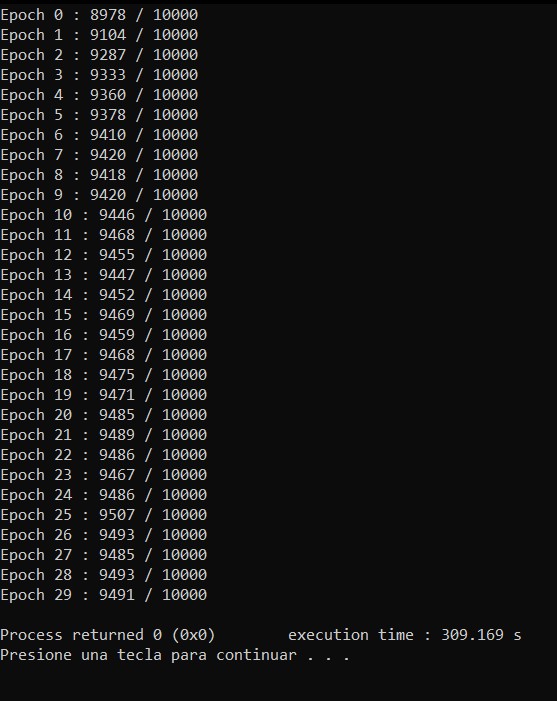 Epoch 0 : 8978 / 10000
Epoch 1 : 9104 / 10000
Epoch 2 : 9287 / 10000
Epoch 3 : 9333 / 10000
Epoch 4 : 9360 / 10000
Epoch 5 : 9378 / 10000
Epoch 6 : 9410 / 10000
Epoch 7 : 9420 / 10000
Epoch 8 : 9418 / 10000
Epoch 9 : 9420 / 10000
Epoch 10 : 9446 / 10000
Epoch 11 : 9468 / 10000
Epoch 12 : 9455 / 10000
Epoch 13 : 9447 / 10000
Epoch 14 : 9452 / 10000
Epoch 15 : 9469 / 10000
Epoch 16 : 9459 / 10000
Epoch 17 : 9468 / 10000
Epoch 18 : 9475 / 10000
Epoch 19 : 9471 / 10000
Epoch 20 : 9485 / 10000
Epoch 21 : 9489 / 10000
Epoch 22 : 9486 / 10000
Epoch 23 : 9467 / 10000
Epoch 24 : 9486 / 10000
Epoch 25 : 9507 / 10000
Epoch 26 : 9493 / 10000
Epoch 27 : 9485 / 10000
Epoch 28 : 9493 / 10000
Epoch 29 : 9491 / 10000
Process returned 0 (0x0)        execution time : 309.169 s
Presione una tecla para continuar . . .